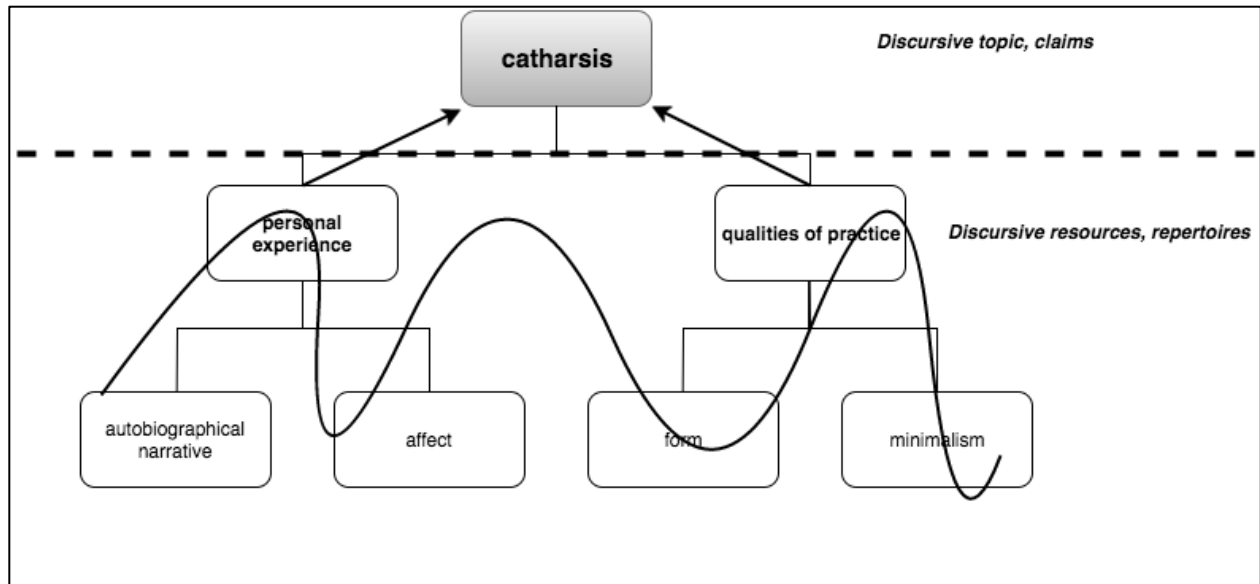 catharsis
Discursive topic, claims
personal
experience
qualities of practice
Discursive resources, repertoires
autobiographical
narrative
affect
form
minimalism